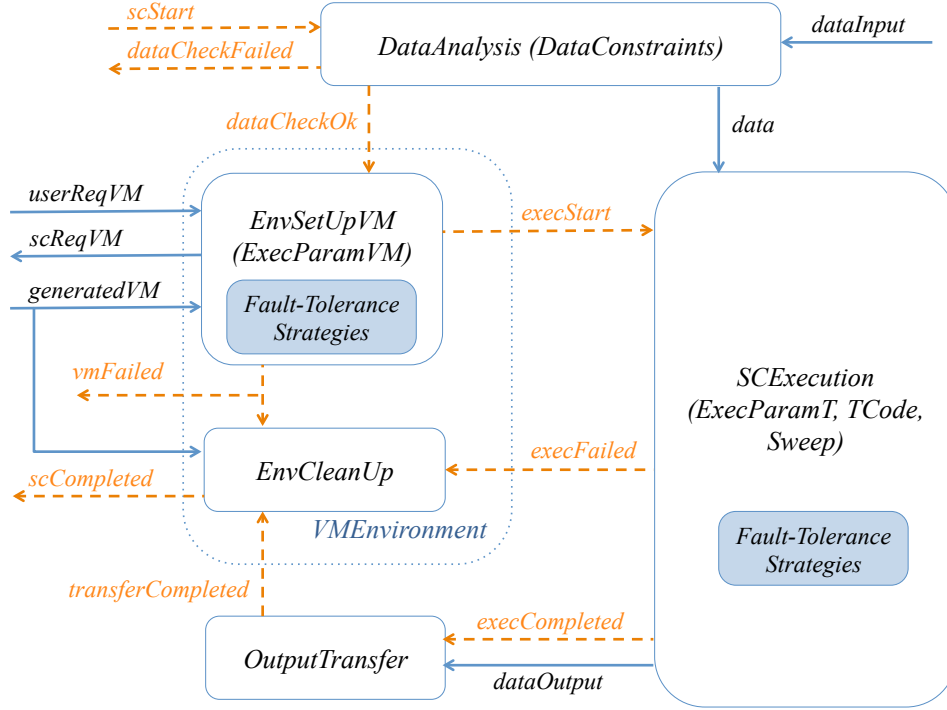 scStart
dataCheckFailed
DataAnalysis (DataConstraints)
dataInput
dataCheckOk
data
userReqVM
scReqVM
generatedVM
EnvSetUpVM
(ExecParamVM)
Fault-Tolerance
Strategies
execStart
vmFailed
SCExecution
(ExecParamT, TCode,
Sweep)
EnvCleanUp
execFailed
scCompleted
VMEnvironment
Fault-Tolerance
Strategies
transferCompleted
execCompleted
OutputTransfer
dataOutput